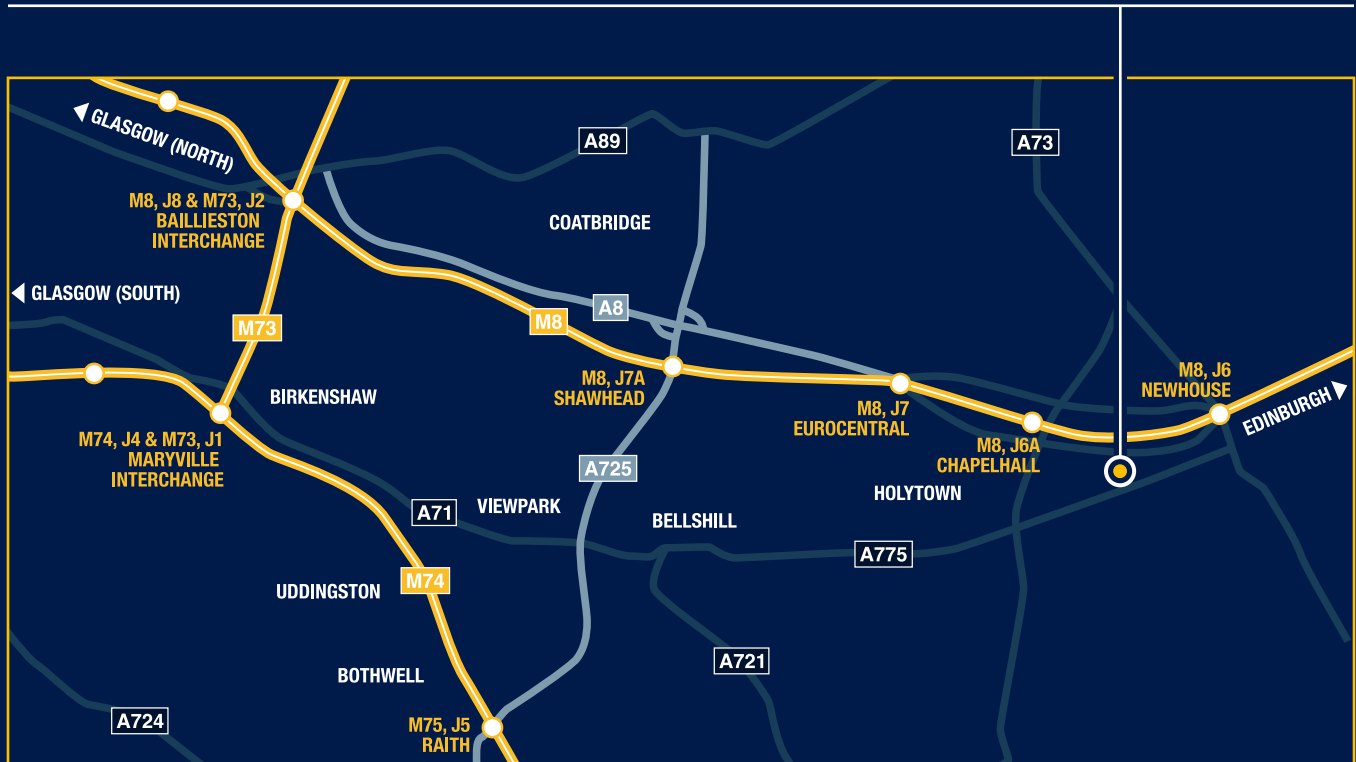 GLASGOW (NORTH)
A89
A73
M8, J8 & M73, J2
BAILLIESTON
INTERCHANGE
COATBRIDGE
GLASGOW (SOUTH)
M73
M8
A8
M8, J7A
SHAWHEAD
M8, J6
NEWHOUSE
EDINBURGH
BIRKENSHAW
M8, J7
EUROCENTRAL
M74, J4 & M73, J1
MARYVILLE
INTERCHANGE
M8, J6A
CHAPELHALL
A725
HOLYTOWN
A71
VIEWPARK
BELLSHILL
A775
M74
UDDINGSTON
BOTHWELL
A721
A724
M75, J5
RAITH